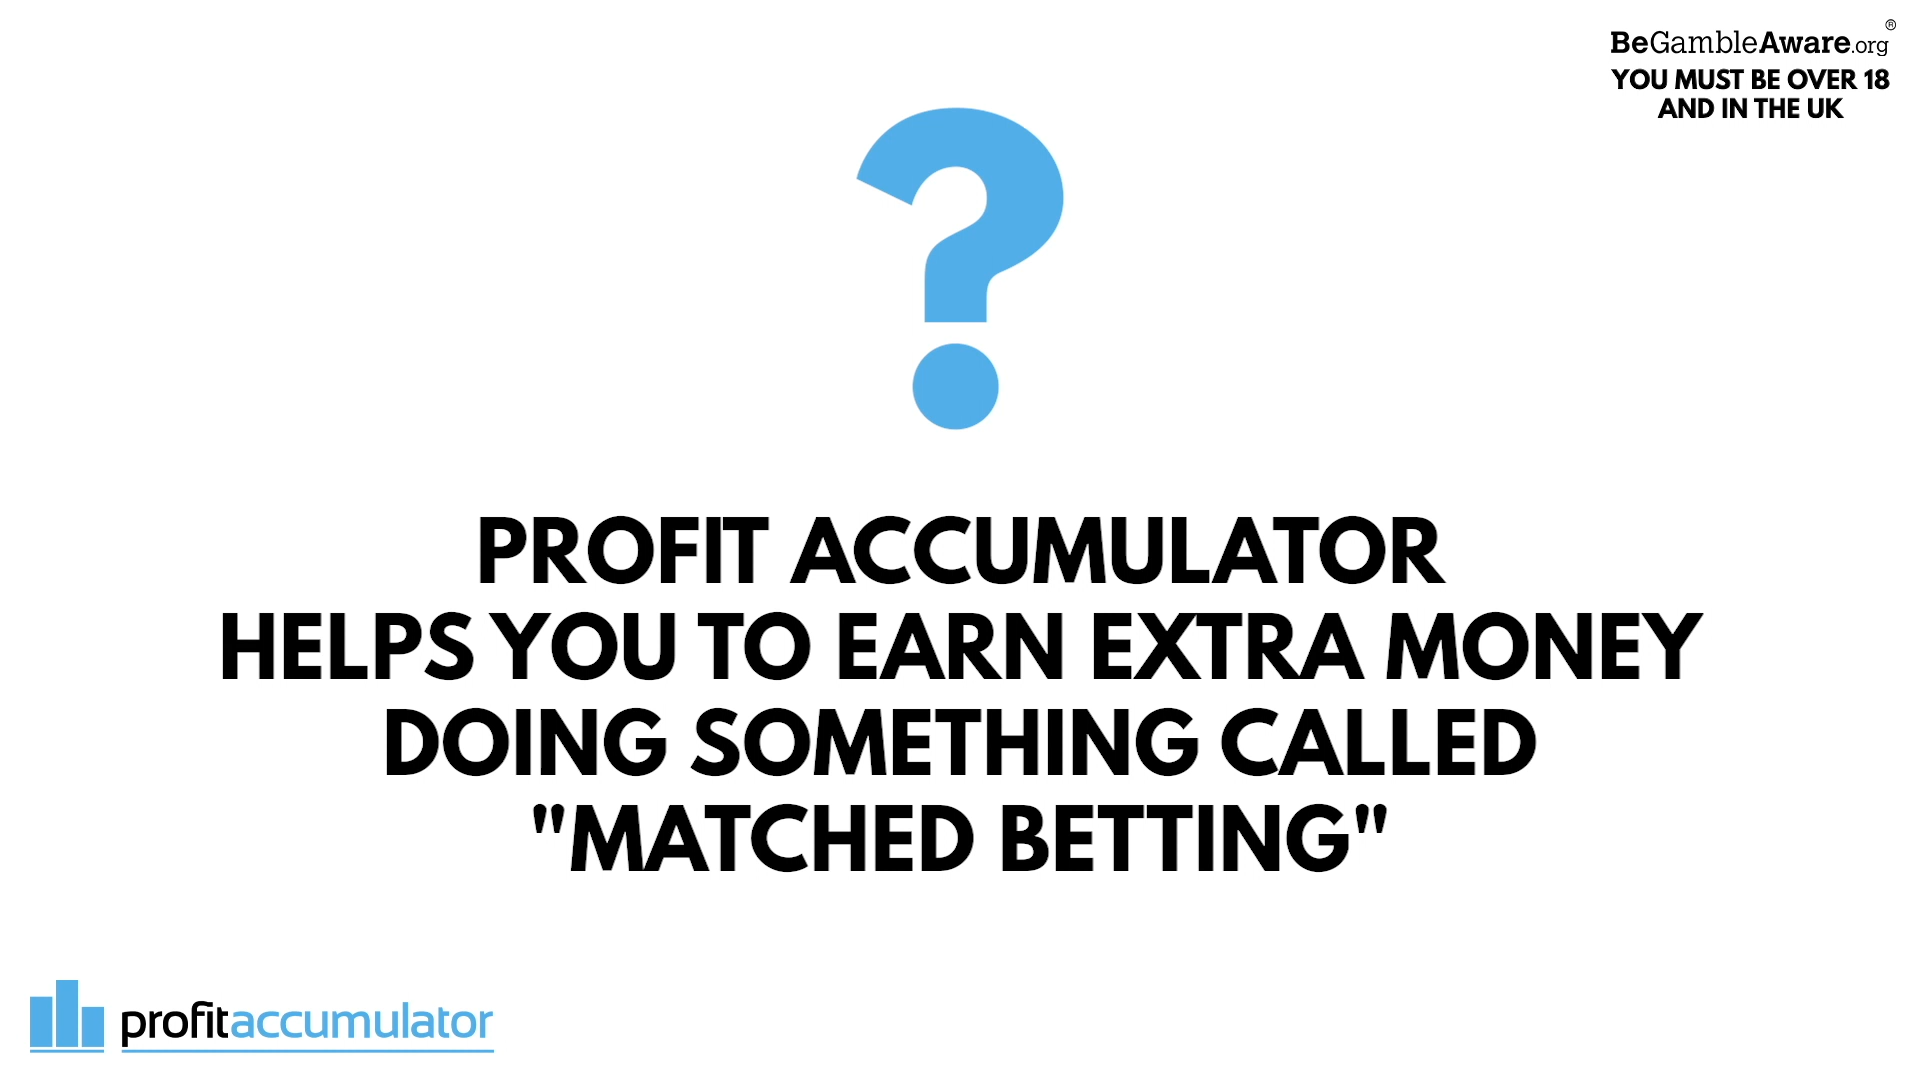 BeGambleAware.org®
YOU MUST BE OVER 18
AND IN THE UK
?
PROFIT ACCUMULATOR
HELPS YOU TO EARN EXTRA MONEY
DOING SOMETHING CALLED
"MATCHED BETTING"
profitaccumulator